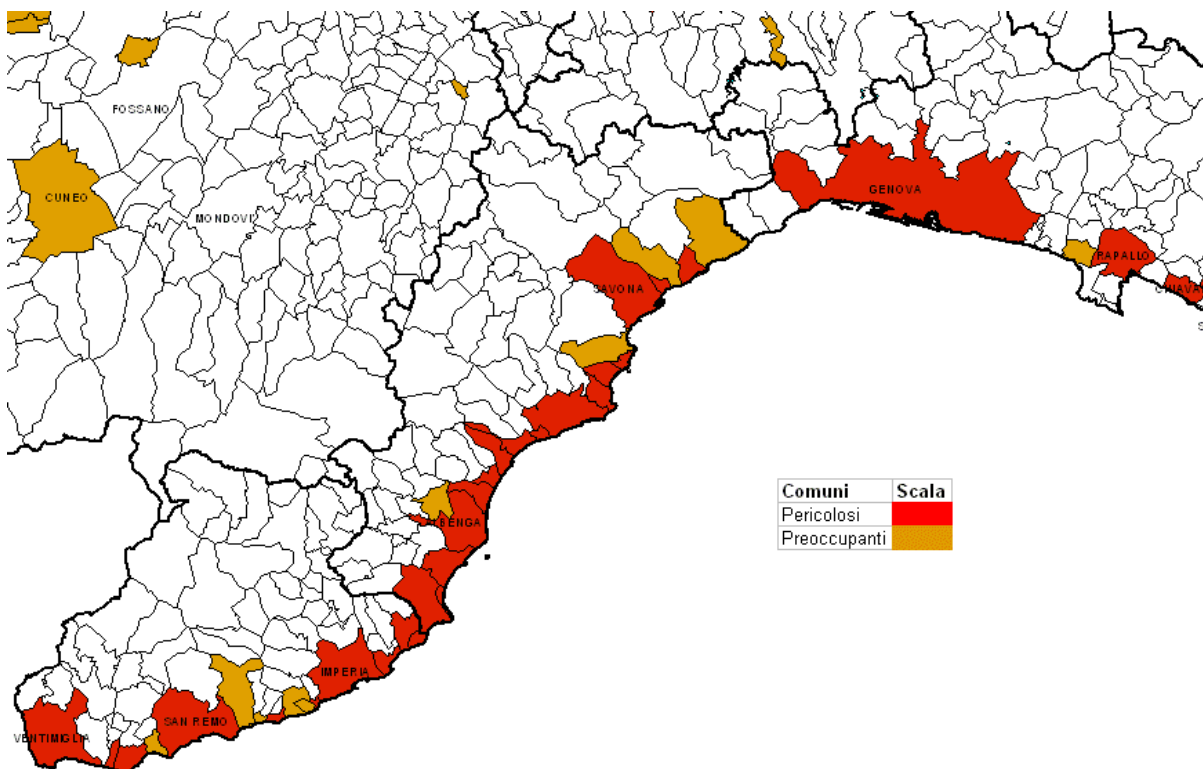 FOSSANO
CUNEO
MONDOVI
GENOVA
RAPALLO
SAVONA
ALBENGA
IMPERIA
SAN REMO
VENTIMIGLIA
Comuni Scala
Pericolosi
Preoccupanti